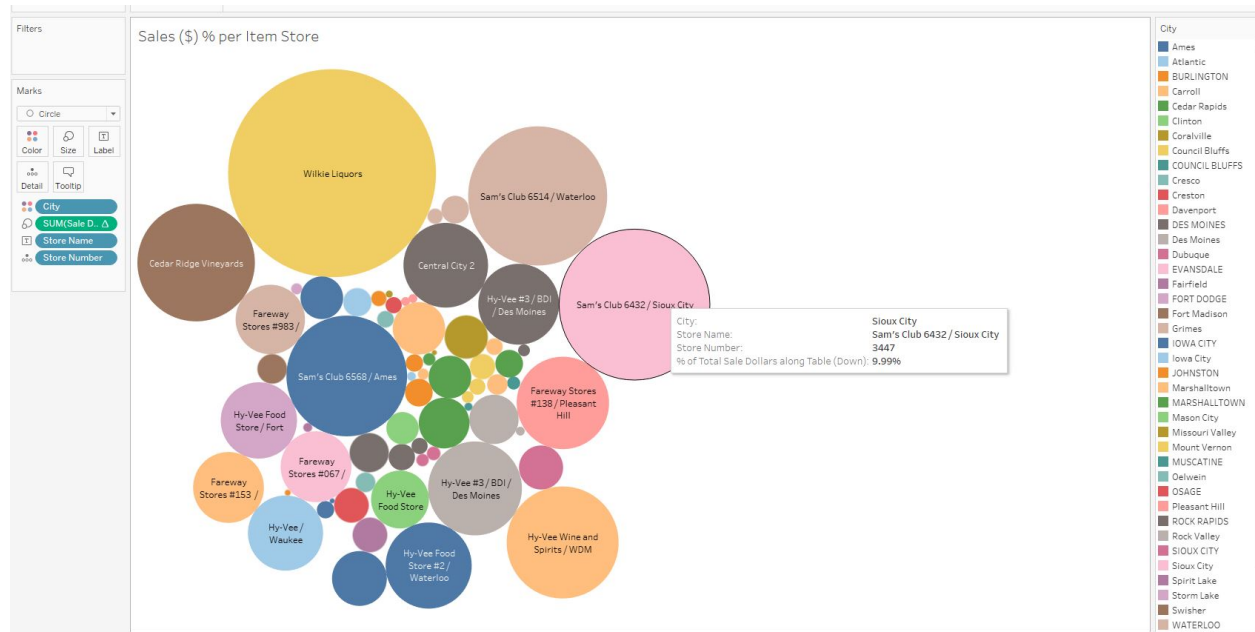 Filters
Marks
Circle
Color
Size
Label
Detail
Tooltip
City
SUM(Sale D..
Store Name
Store Number
Sales ($) % per Item Store
Wilkie Liquors
Sam's Club 6514 / Waterloo
Cedar Ridge Vineyards
Central City 2
Hy-Vee #3 / BDI
/ Des Moines
Sam's Club 6432 / Sioux City
Fareway
Stores #983 /
Sam's Club 6568 / Ames
City: Sioux City
Store Name: Sam's Club 6432 / Sioux City
Store Number: 3447
% of Total Sale Dollars along Table (Down): 9.99%
Fareway Stores
#138 / Pleasant
Hill
Hy-Vee Food
Store / Fort
Fareway
Stores #067 /
Fareway
Stores #153 /
Hy-Vee
Food Store
Hy-Vee #3 / BDI /
Des Moines
Hy-Vee /
Waukee
Hy-Vee Wine and
Spirits / WDM
Hy-Vee Food
Store #2 /
Waterloo
City
Ames
Atlantic
BURLINGTON
Carroll
Cedar Rapids
Clinton
Coralville
Council Bluffs
COUNCIL BLUFFS
Cresco
Creston
Davenport
DES MOINES
Des Moines
Dubuque
EVANSDALE
Fairfield
FORT DODGE
Fort Madison
Grimes
IOWA CITY
Iowa City
JOHNSTON
Marshalltown
MARSHALLTOWN
Mason City
Missouri Valley
Mount Vernon
MUSCATINE
Oelwein
OSAGE
Pleasant Hill
ROCK RAPIDS
Rock Valley
SIOUX CITY
Sioux City
Spirit Lake
Storm Lake
Swisher
WATERLOO